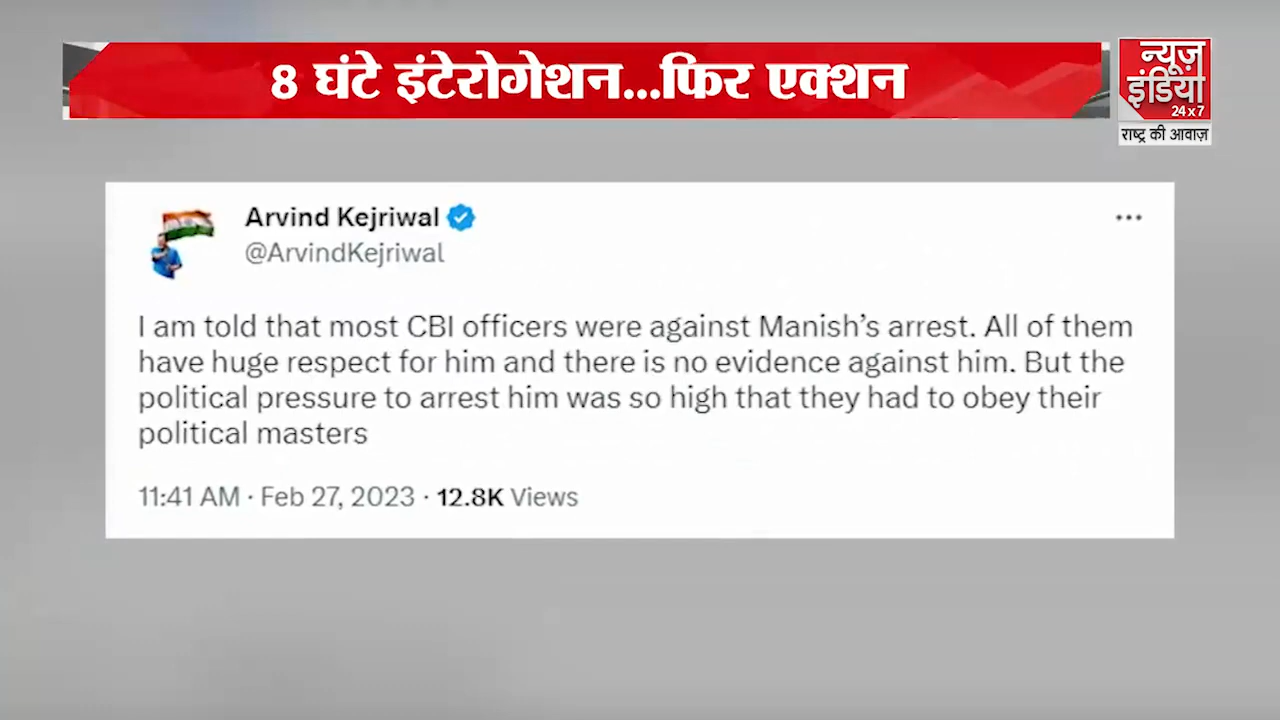 8 घंटे इंटेरोगेशन...फिर एक्शन
न्यूज़
इंडिया
24x7
राष्ट्र की आवाज़
Arvind Kejriwal
@ArvindKejriwal
I am told that most CBI officers were against Manish’s arrest. All of them
have huge respect for him and there is no evidence against him. But the
political pressure to arrest him was so high that they had to obey their
political masters
11:41 AM · Feb 27, 2023 · 12.8K Views